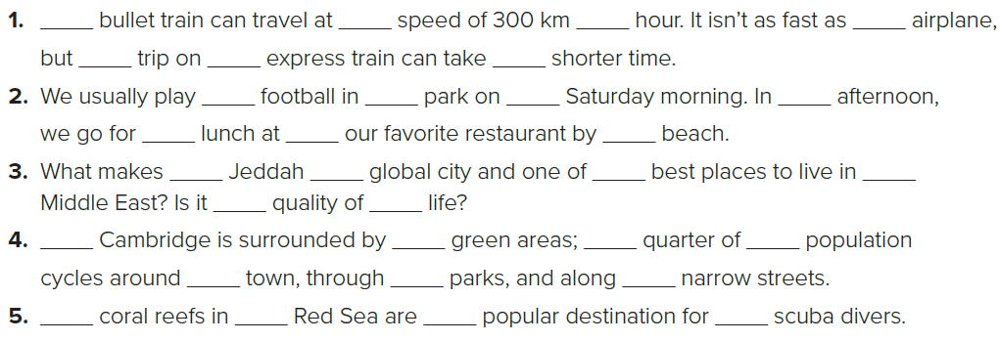 1. _____ bullet train can travel at _____ speed of 300 km _____ hour. It isn’t as fast as _____ airplane,
but _____ trip on _____ express train can take _____ shorter time.
2. We usually play _____ football in _____ park on _____ Saturday morning. In _____ afternoon,
we go for _____ lunch at _____ our favorite restaurant by _____ beach.
3. What makes _____ Jeddah _____ global city and one of _____ best places to live in _____
Middle East? Is it _____ quality of _____ life?
4. _____ Cambridge is surrounded by _____ green areas; _____ quarter of _____ population
cycles around _____ town, through _____ parks, and along _____ narrow streets.
5. _____ coral reefs in _____ Red Sea are _____ popular destination for _____ scuba divers.